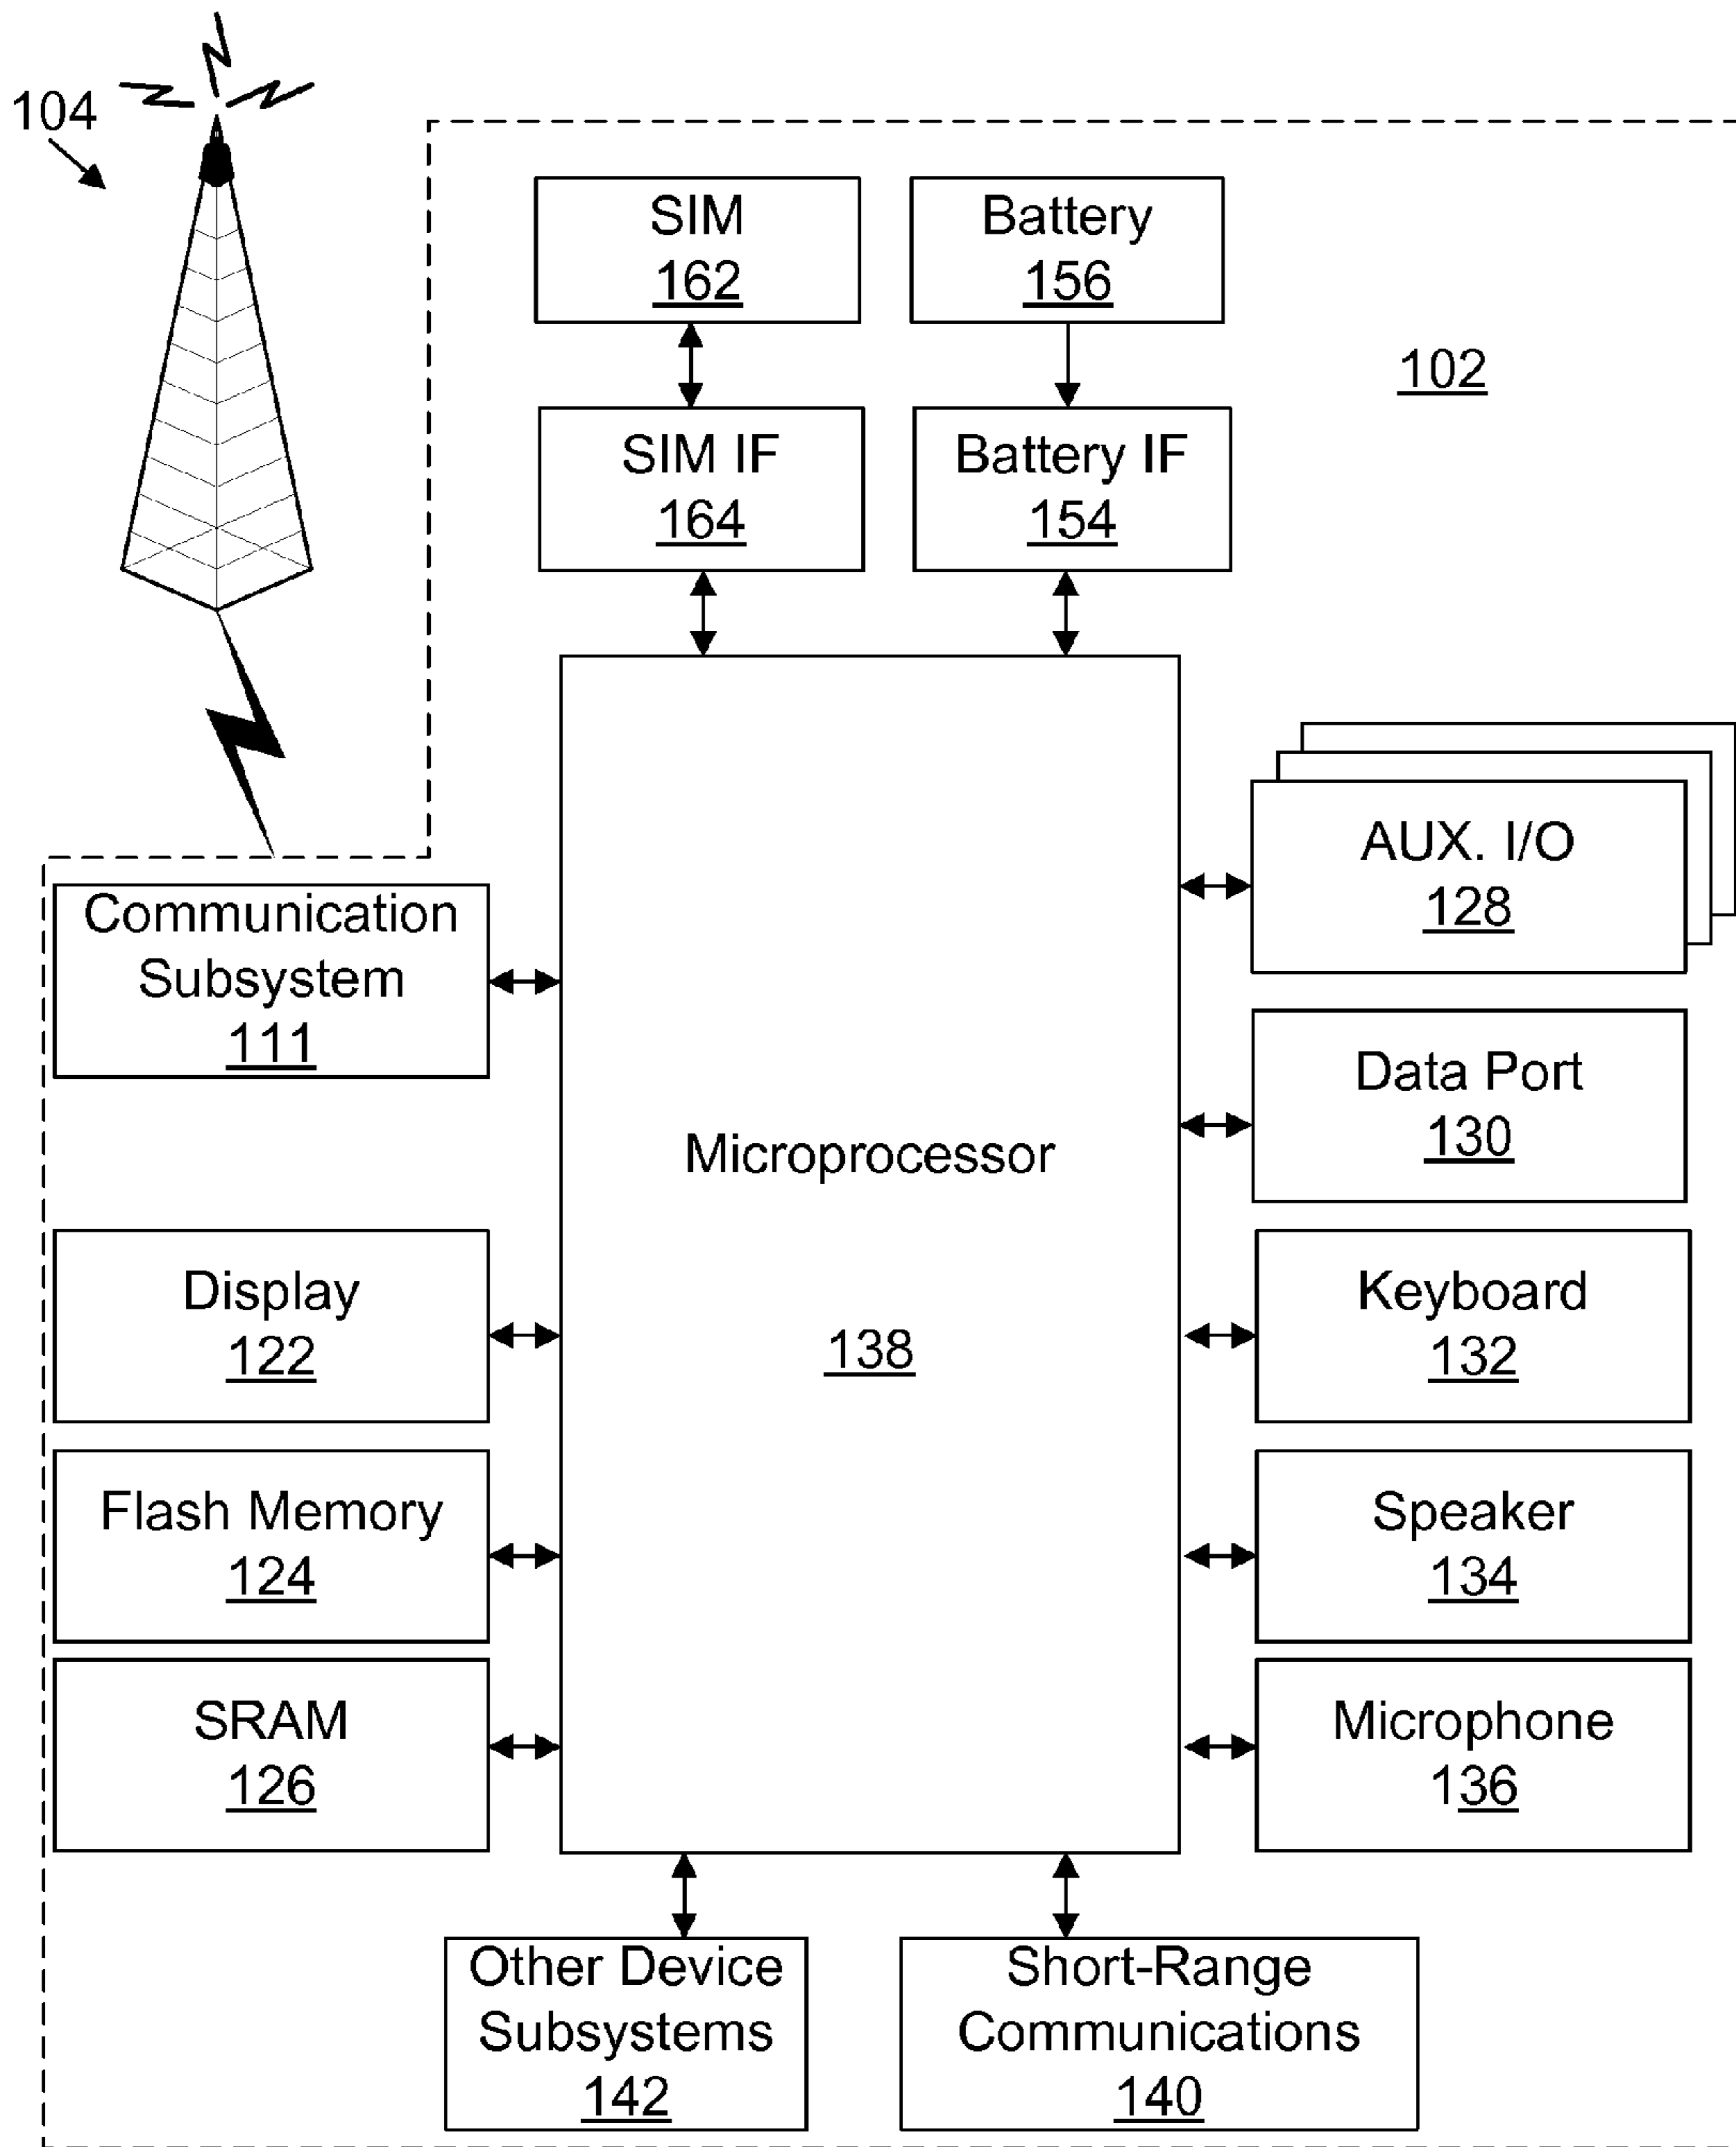 104
SIM
162
Battery
156
102
SIM IF
164
Battery IF
154
AUX. I/O
128
Communication
Subsystem
111
Data Port
130
Microprocessor
138
Display
122
Keyboard
132
Flash Memory
124
Speaker
134
SRAM
126
Microphone
136
Other Device
Subsystems
142
Short-Range
Communications
140